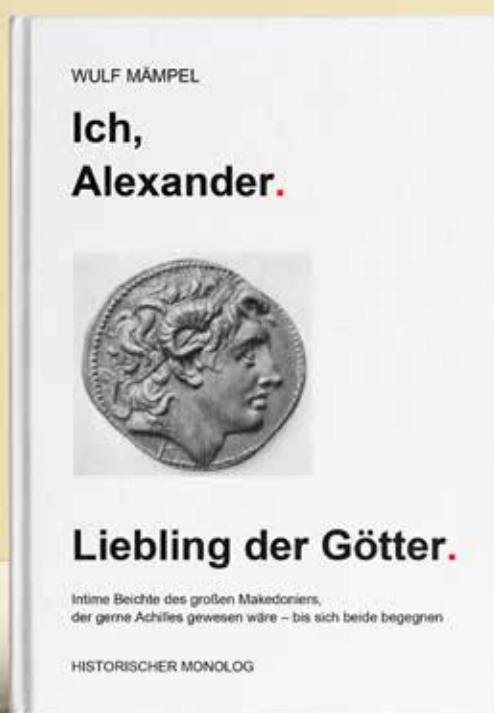 WULF MÄMPEL
Ich,
Alexander.
Liebling der Götter.
Intime Beichte des großen Makedoniers,
der gerne Achilles gewesen wäre – bis sich beide begegnen
HISTORISCHER MONOLOG